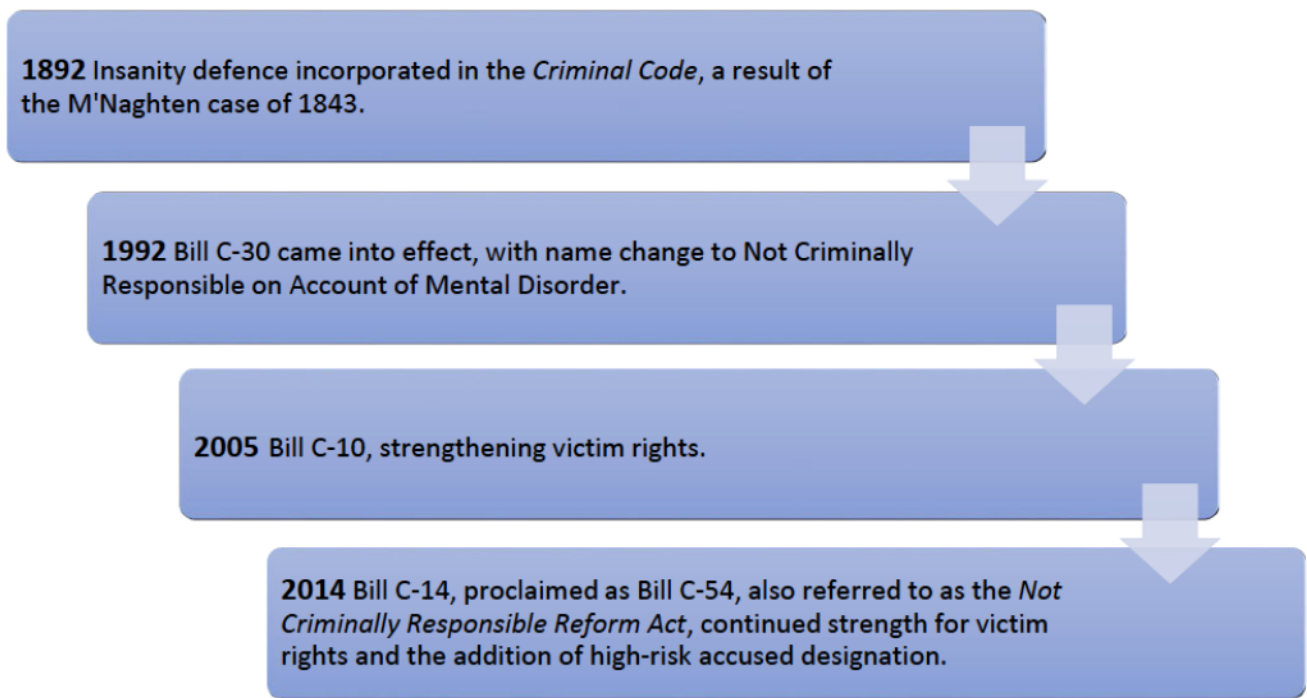 1892 Insanity defence incorporated in the Criminal Code, a result of
the M'Naghten case of 1843.
1992 Bill C-30 came into effect, with name change to Not Criminally
Responsible on Account of Mental Disorder.
2005 Bill C-10, strengthening victim rights.
2014 Bill C-14, proclaimed as Bill C-54, also referred to as the Not
Criminally Responsible Reform Act, continued strength for victim
rights and the addition of high-risk accused designation.